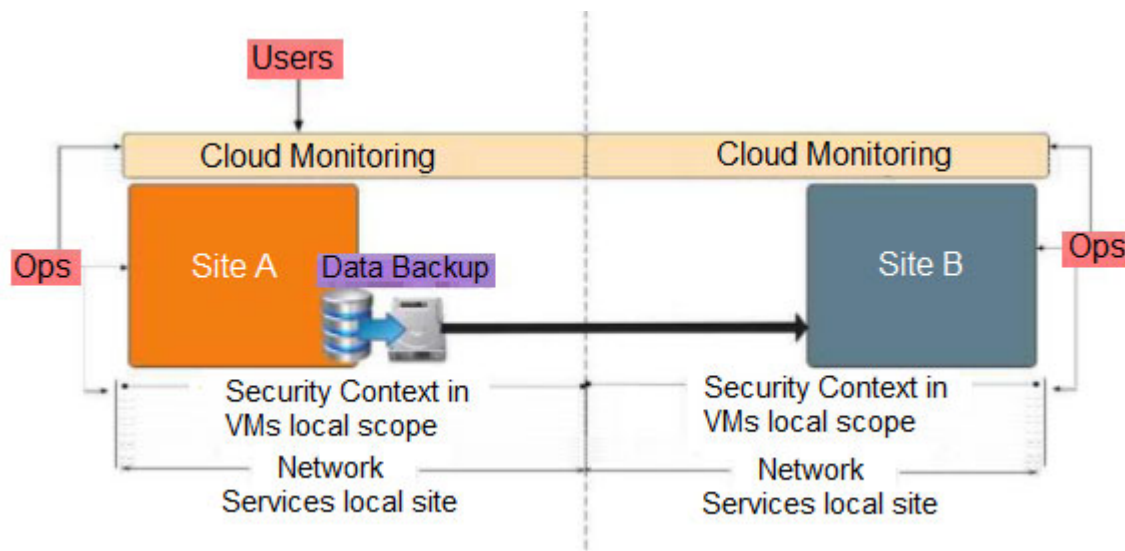 Users
Cloud Monitoring
Cloud Monitoring
Ops
Site A
Data Backup
Site B
Ops
Security Context in
VMs local scope
Security Context in
VMs local scope
Network
Services local site
Network
Services local site